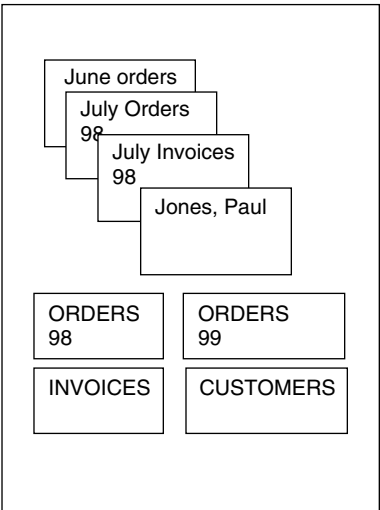 June orders
July Orders
98
July Invoices
98
Jones, Paul
ORDERS
98
ORDERS
99
INVOICES
CUSTOMERS